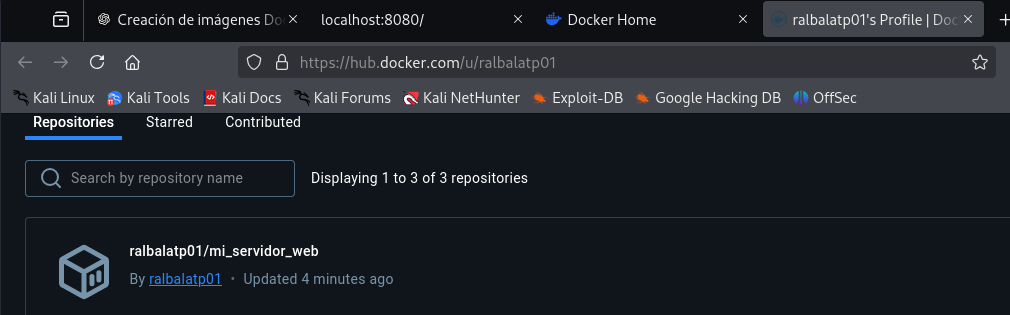 Creación de imágenes Do
localhost:8080/
Docker Home
ralbalatp01's Profile | Doc
https://hub.docker.com/u/ralbalatp01
Kali Linux
Kali Tools
Kali Docs
Kali Forums
Kali NetHunter
Exploit-DB
Google Hacking DB
OffSec
Repositories
Starred
Contributed
Search by repository name
Displaying 1 to 3 of 3 repositories
ralbalatp01/mi_servidor_web
By ralbalatp01 • Updated 4 minutes ago